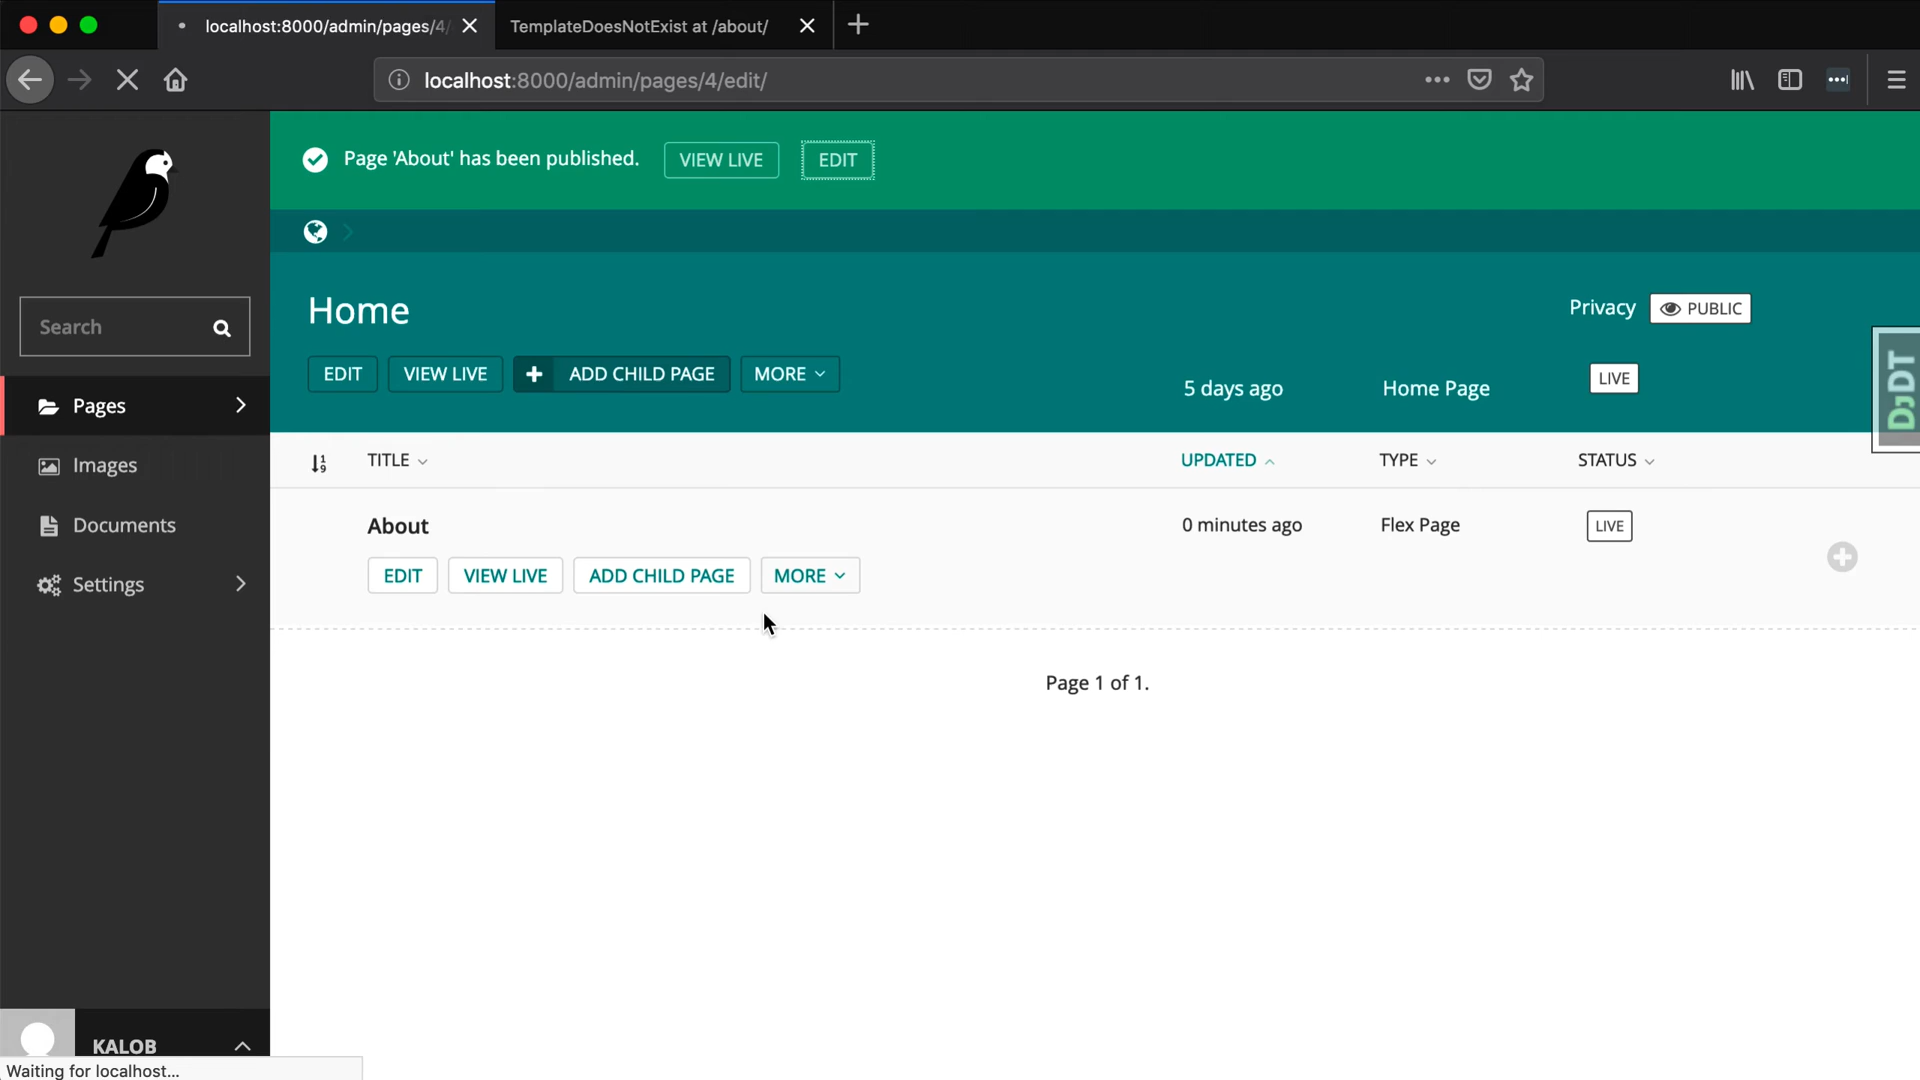 localhost:8000/admin/pages/4/
TemplateDoesNotExist at /about/
localhost:8000/admin/pages/4/edit/
Page 'About' has been published.
VIEW LIVE
EDIT
Search
Pages
Images
Documents
Settings
KALOB
Waiting for localhost...
Home
Privacy
PUBLIC
EDIT
VIEW LIVE
ADD CHILD PAGE
MORE
5 days ago
Home Page
LIVE
DJDT
TITLE
UPDATED
TYPE
STATUS
About
0 minutes ago
Flex Page
LIVE
EDIT
VIEW LIVE
ADD CHILD PAGE
MORE
Page 1 of 1.